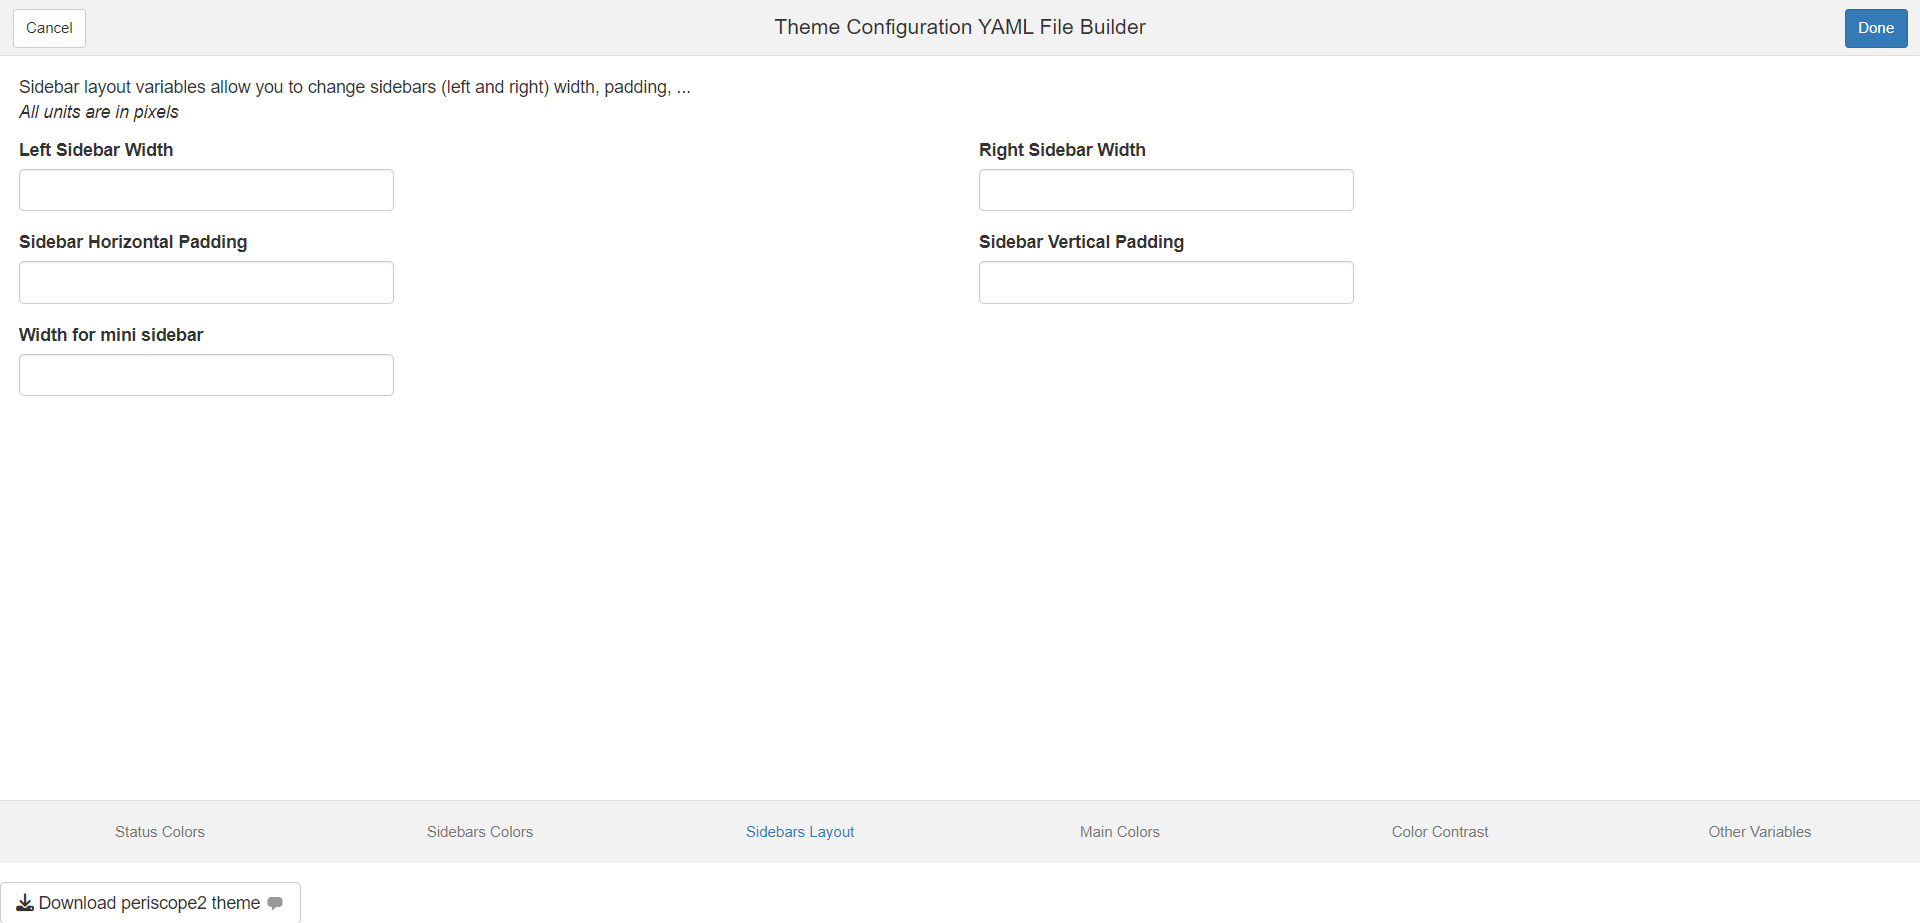 Cancel
Theme Configuration YAML File Builder
Done
Sidebar layout variables allow you to change sidebars (left and right) width, padding, ...
All units are in pixels
Left Sidebar Width
Right Sidebar Width
Sidebar Horizontal Padding
Sidebar Vertical Padding
Width for mini sidebar
Status Colors
Sidebars Colors
Sidebars Layout
Main Colors
Color Contrast
Other Variables
Download periscope2 theme